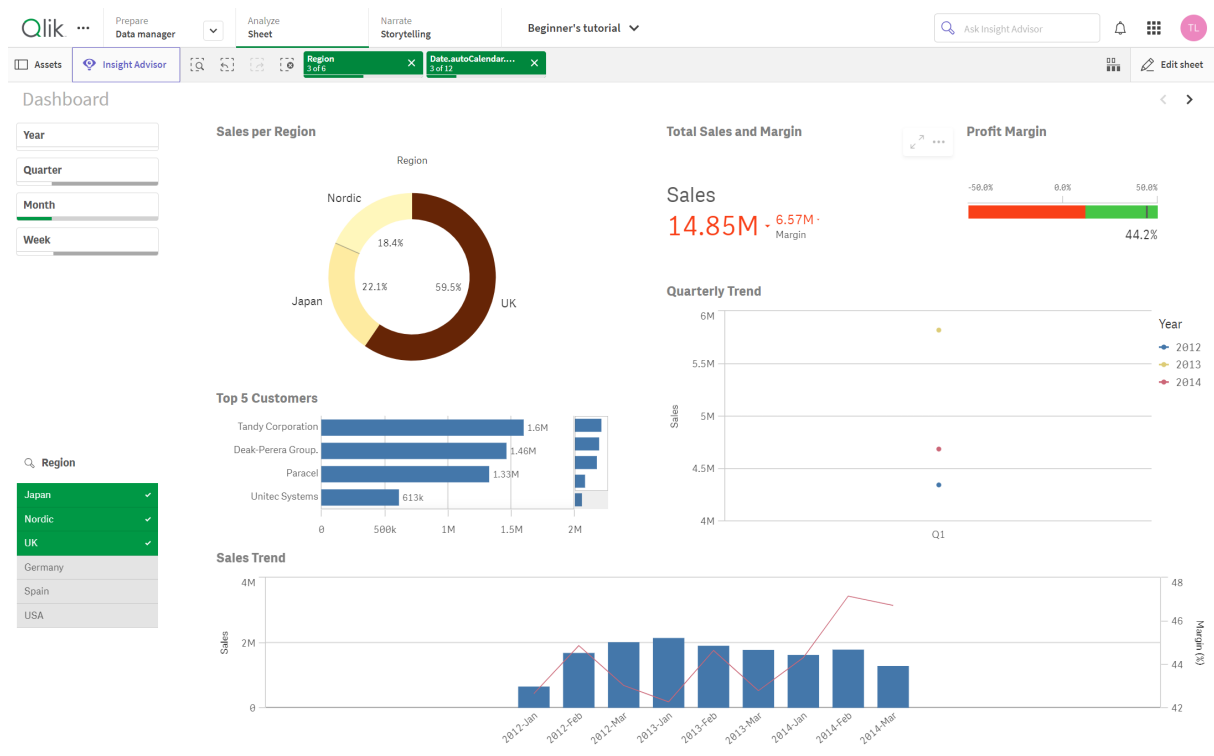 Qlik
Prepare
Data manager
Analyze
Sheet
Narrate
Storytelling
Beginner's tutorial
Ask Insight Advisor
TL
Assets
Insight Advisor
Region
3 of 6
Date.autoCalendar....
3 of 12
Edit sheet
Dashboard
Year
Quarter
Month
Week
Region
Japan
Nordic
UK
Germany
Spain
USA
Sales per Region
Region
Nordic
18.4%
22.1%
59.5%
Japan
UK
Total Sales and Margin
Sales
14.85M
6.57M
Margin
Profit Margin
-50.0%
0.0%
50.0%
44.2%
Top 5 Customers
Tandy Corporation
1.6M
Deak-Perera Group.
1.46M
Paracel
1.33M
Unitec Systems
613k
0
500k
1M
1.5M
2M
Quarterly Trend
6M
5.5M
5M
4.5M
4M
Sales
Q1
Year
2012
2013
2014
Sales Trend
4M
2M
0
Sales
48
46
44
42
Margin (%)
2012-Jan
2012-Feb
2012-Mar
2013-Jan
2013-Feb
2013-Mar
2014-Jan
2014-Feb
2014-Mar